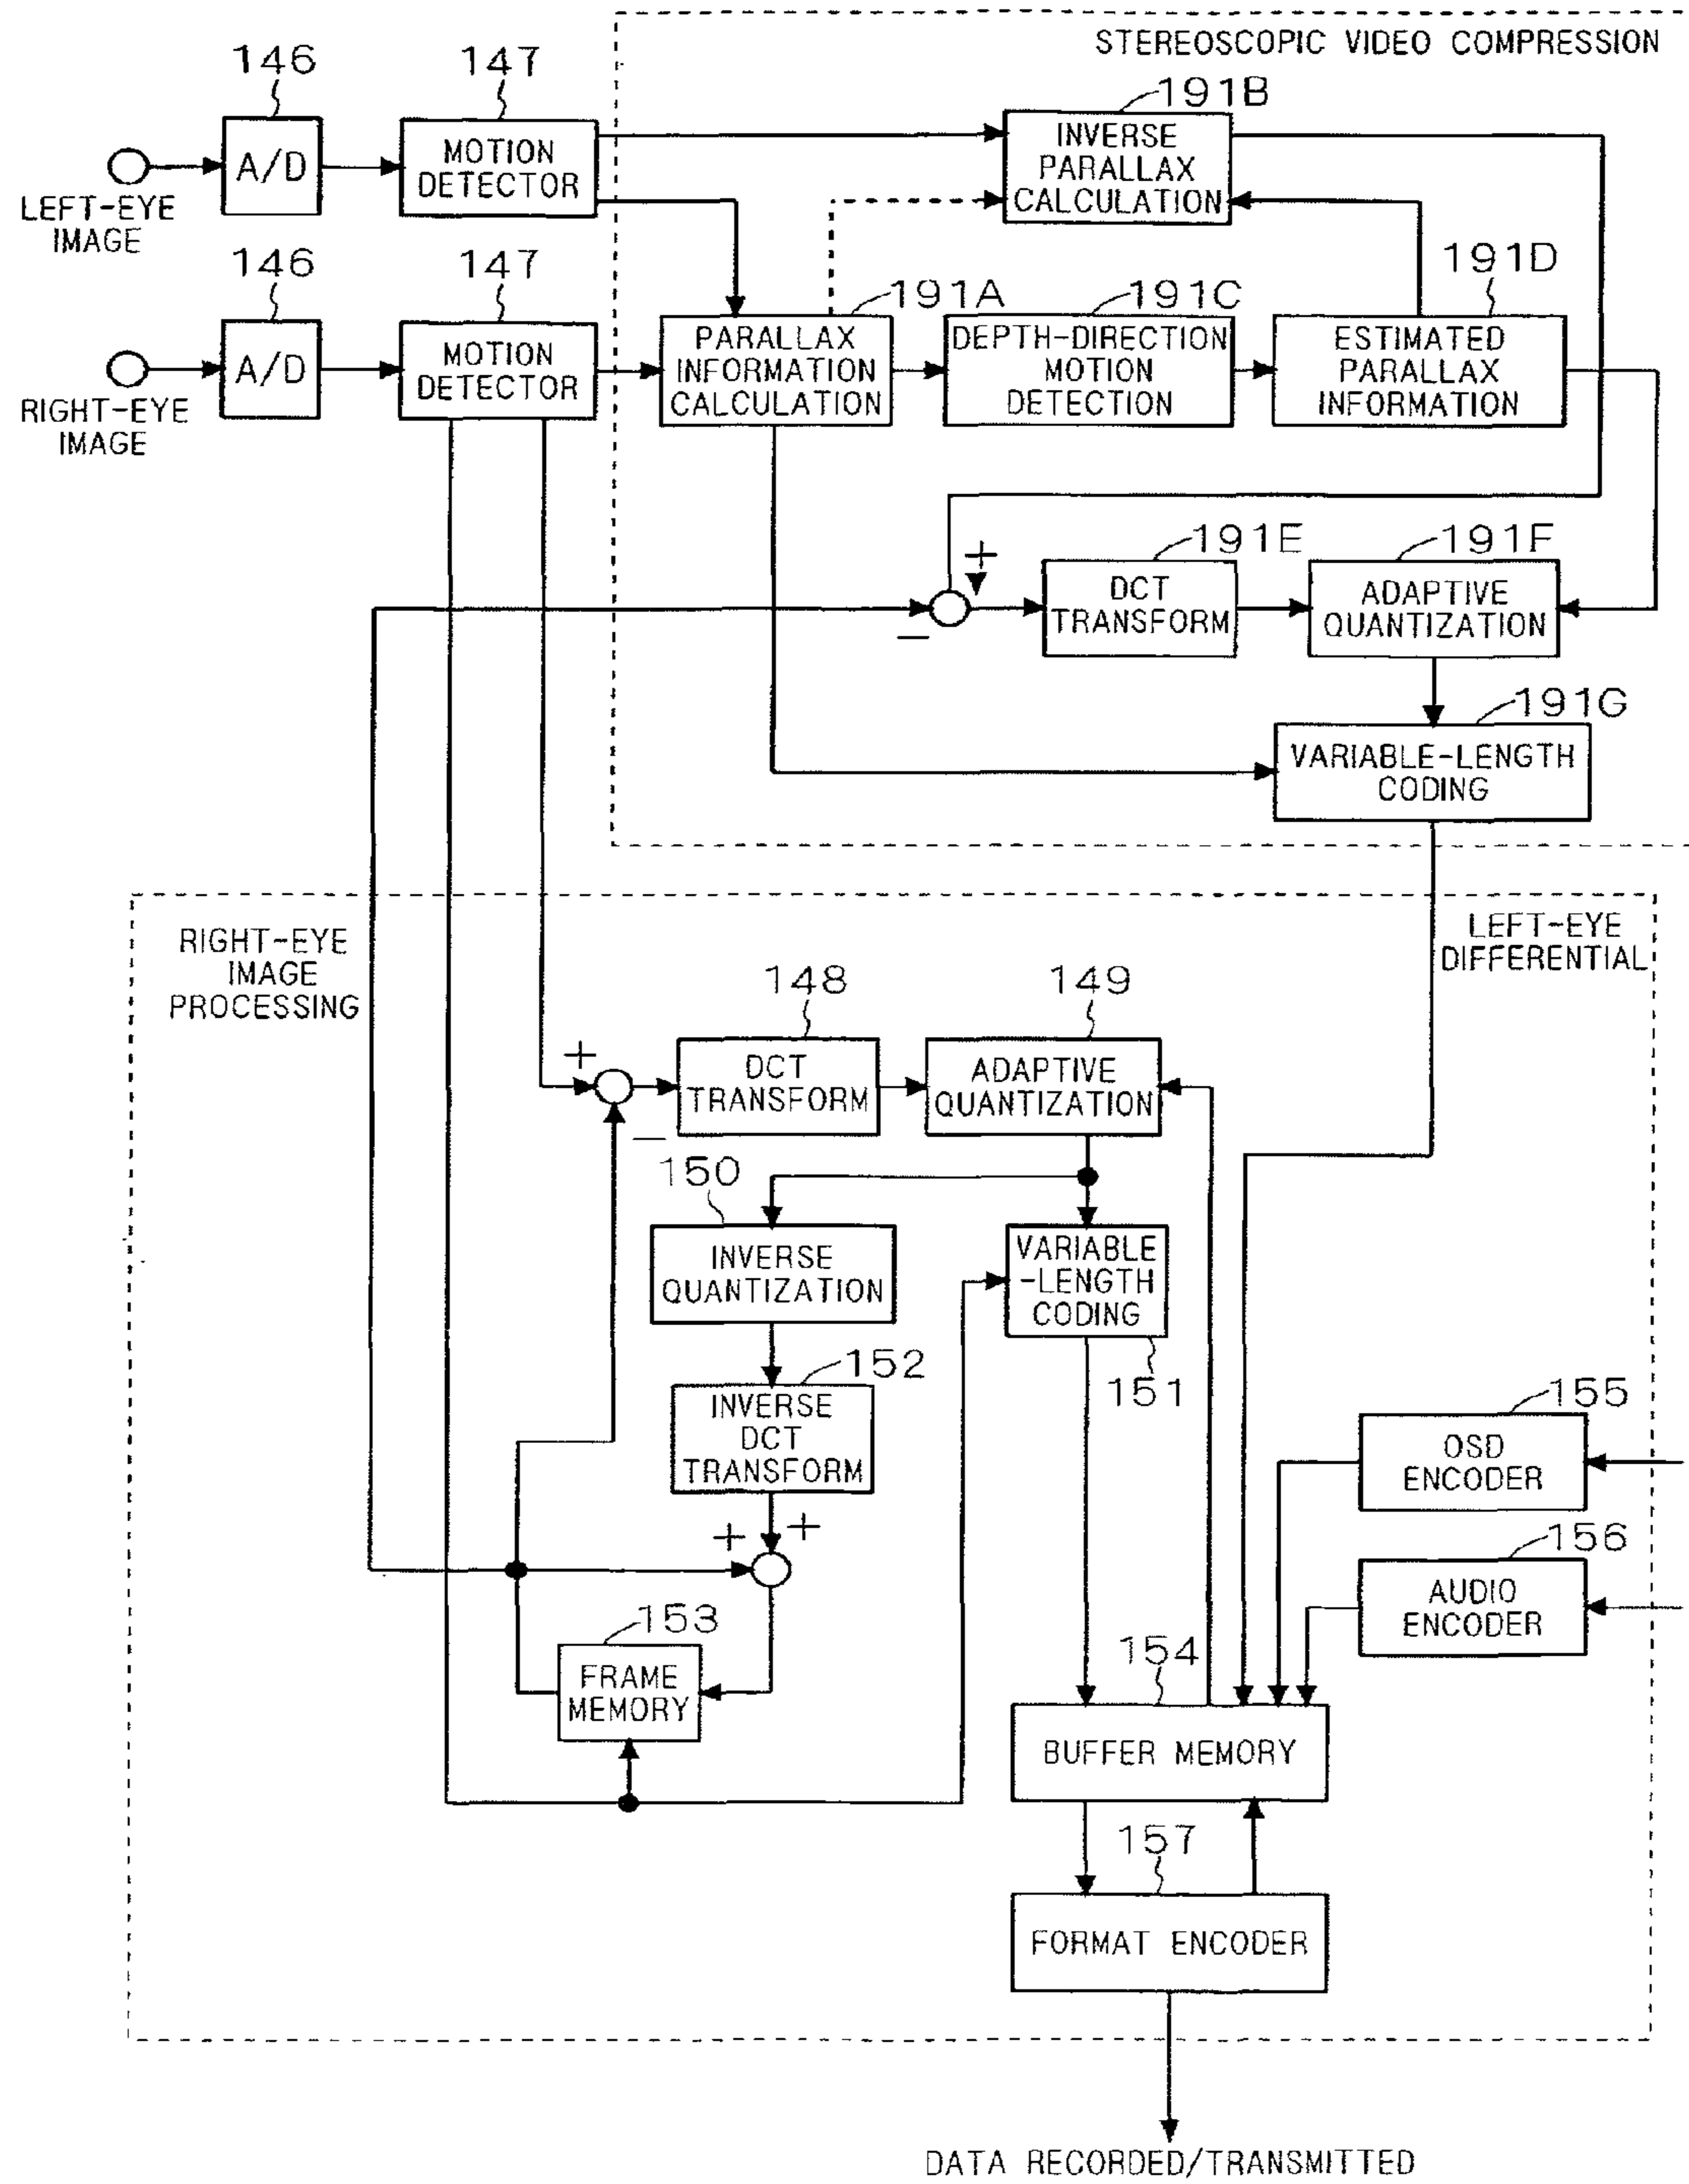 STEREOSCOPIC VIDEO COMPRESSION
146
147
191B
A/D
MOTION
DETECTOR
INVERSE
PARALLAX
CALCULATION
LEFT-EYE
IMAGE
146
147
191A
191C
191D
A/D
MOTION
DETECTOR
PARALLAX
INFORMATION
CALCULATION
DEPTH-DIRECTION
MOTION
DETECTION
ESTIMATED
PARALLAX
INFORMATION
RIGHT-EYE
IMAGE
+
−
191E
191F
DCT
TRANSFORM
ADAPTIVE
QUANTIZATION
191G
VARIABLE-LENGTH
CODING
RIGHT-EYE
IMAGE
PROCESSING
LEFT-EYE
DIFFERENTIAL
148
149
+
−
DCT
TRANSFORM
ADAPTIVE
QUANTIZATION
150
INVERSE
QUANTIZATION
VARIABLE
-LENGTH
CODING
151
152
INVERSE
DCT
TRANSFORM
+
+
155
OSD
ENCODER
156
AUDIO
ENCODER
153
FRAME
MEMORY
154
BUFFER MEMORY
157
FORMAT ENCODER
DATA RECORDED/TRANSMITTED